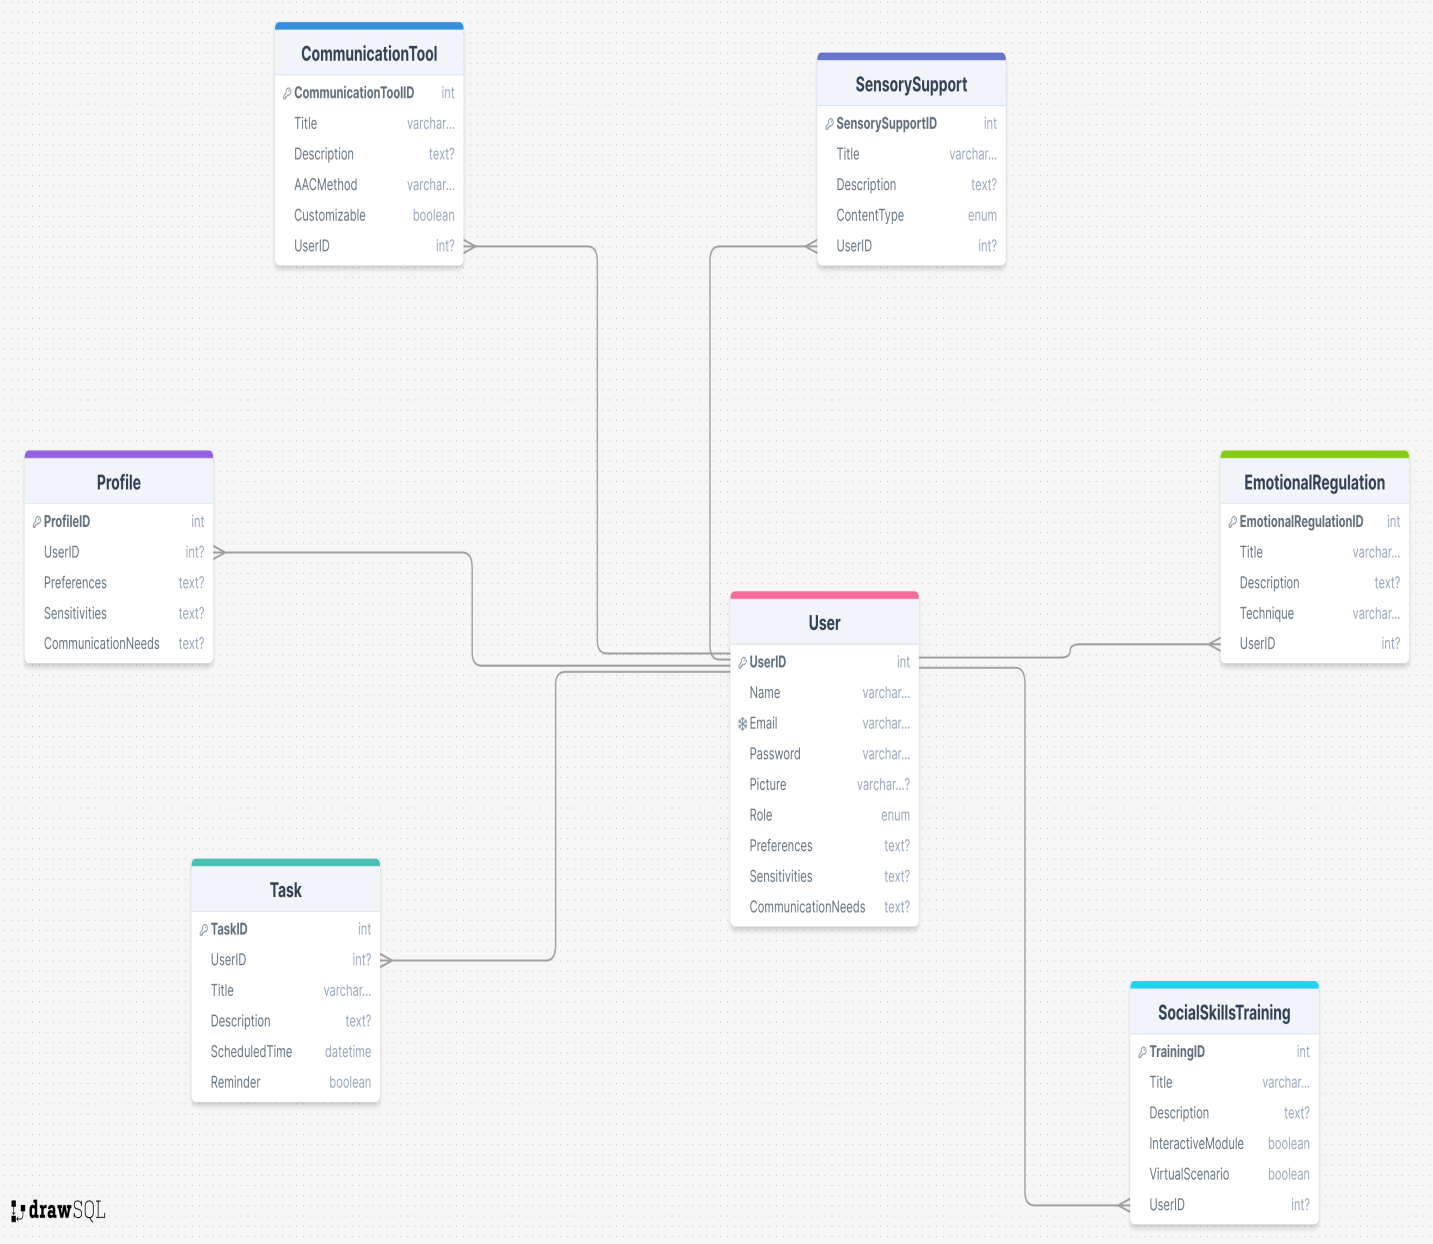 CommunicationTool
CommunicationToolID int
Title varchar...
Description text?
AACMethod varchar...
Customizable boolean
UserID int?
SensorySupport
SensorySupportID int
Title varchar...
Description text?
ContentType enum
UserID int?
Profile
ProfileID int
UserID int?
Preferences text?
Sensitivities text?
CommunicationNeeds text?
EmotionalRegulation
EmotionalRegulationID int
Title varchar...
Description text?
Technique varchar...
UserID int?
User
UserID int
Name varchar...
Email varchar...
Password varchar...
Picture varchar...?
Role enum
Preferences text?
Sensitivities text?
CommunicationNeeds text?
Task
TaskID int
UserID int?
Title varchar...
Description text?
ScheduledTime datetime
Reminder boolean
SocialSkillsTraining
TrainingID int
Title varchar...
Description text?
InteractiveModule boolean
VirtualScenario boolean
UserID int?
drawSQL